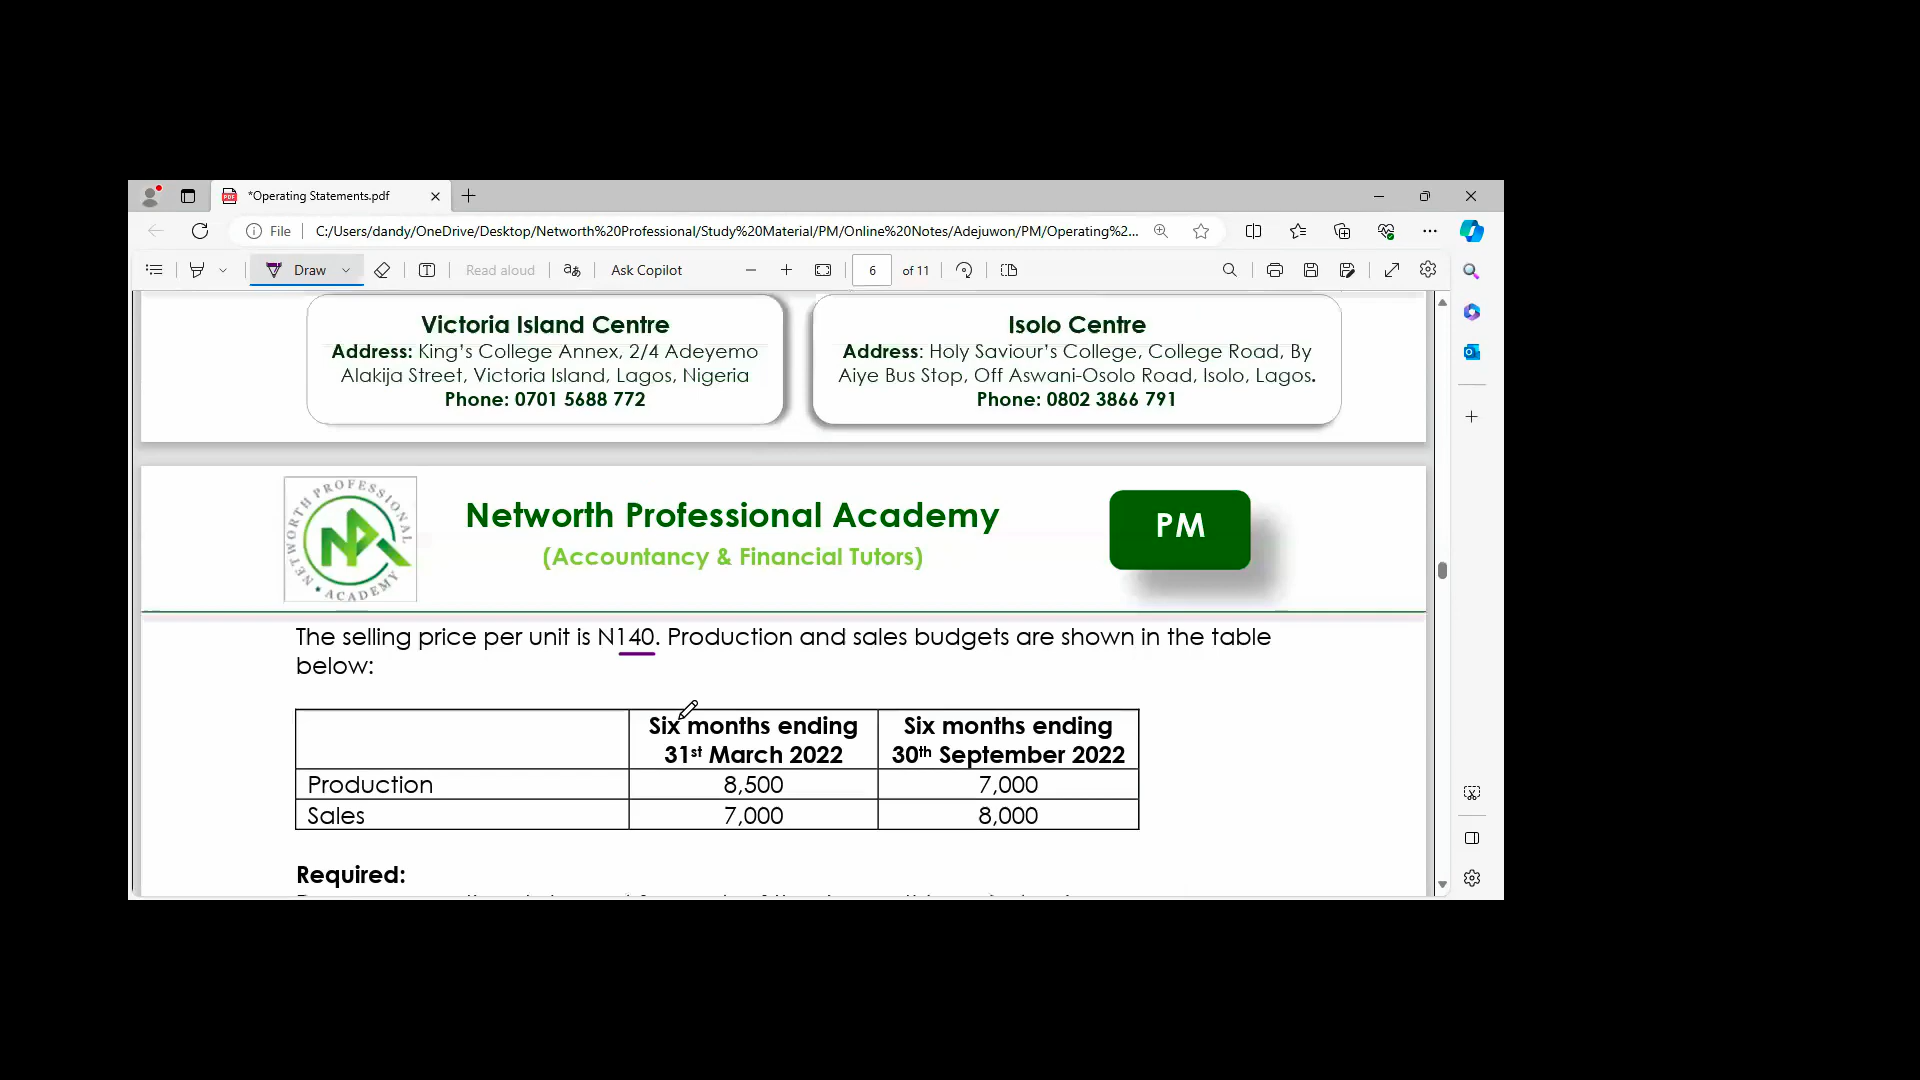 *Operating Statements.pdf
File
C:/Users/dandy/OneDrive/Desktop/Networth%20Professional/Study%20Material/PM/Online%20Notes/Adejuwon/PM/Operating%2...
Draw
Read aloud
Ask Copilot
6 of 11
Victoria Island Centre
Address: King's College Annex, 2/4 Adeyemo
Alakija Street, Victoria Island, Lagos, Nigeria
Phone: 0701 5688 772
Isolo Centre
Address: Holy Saviour's College, College Road, By
Aiye Bus Stop, Off Aswani-Osolo Road, Isolo, Lagos.
Phone: 0802 3866 791
NETWORTH PROFESSIONAL ACADEMY
Networth Professional Academy
(Accountancy & Financial Tutors)
PM
The selling price per unit is N140. Production and sales budgets are shown in the table
below:
Six months ending
31st March 2022
Six months ending
30th September 2022
Production 8,500 7,000
Sales 7,000 8,000
Required: